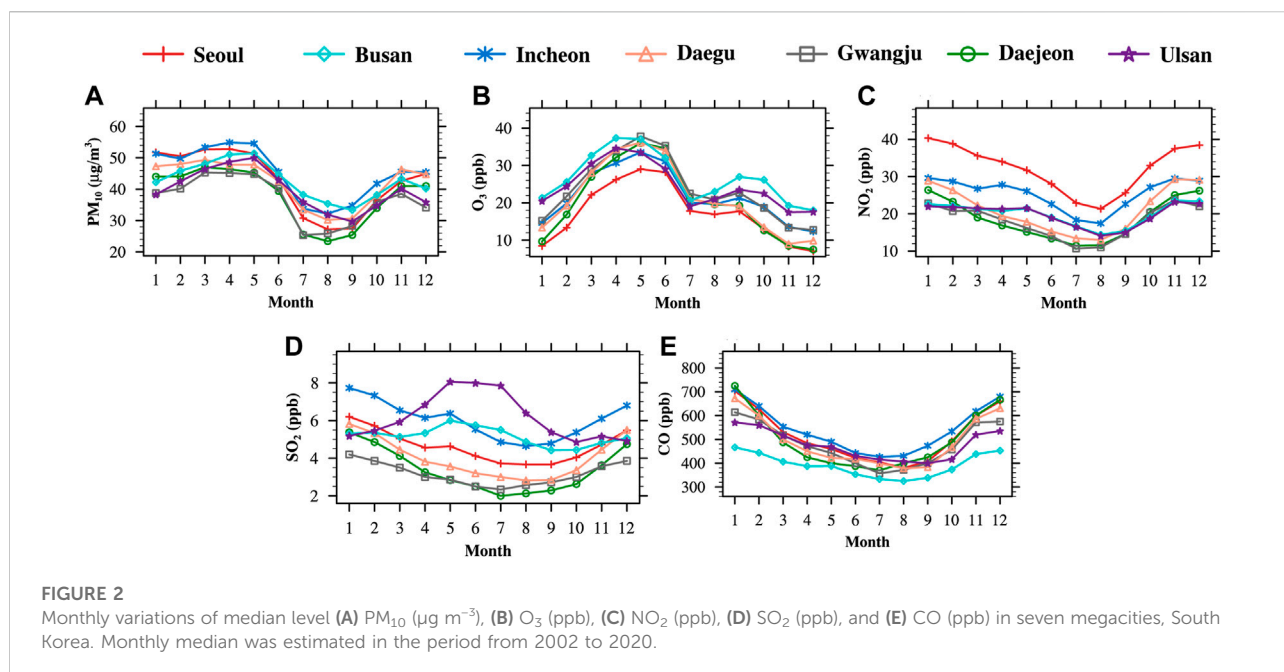 Seoul Busan Incheon Daegu Gwangju Daejeon Ulsan
A
PM₁₀ (μg/m³)
60
50
40
30
20
1 2 3 4 5 6 7 8 9 10 11 12
Month
B
O₃ (ppb)
40
30
20
10
1 2 3 4 5 6 7 8 9 10 11 12
Month
C
NO₂ (ppb)
40
30
20
10
1 2 3 4 5 6 7 8 9 10 11 12
Month
D
SO₂ (ppb)
8
6
4
2
1 2 3 4 5 6 7 8 9 10 11 12
Month
E
CO (ppb)
800
700
600
500
400
300
1 2 3 4 5 6 7 8 9 10 11 12
Month
FIGURE 2
Monthly variations of median level (A) PM₁₀ (μg m⁻³), (B) O₃ (ppb), (C) NO₂ (ppb), (D) SO₂ (ppb), and (E) CO (ppb) in seven megacities, South
Korea. Monthly median was estimated in the period from 2002 to 2020.